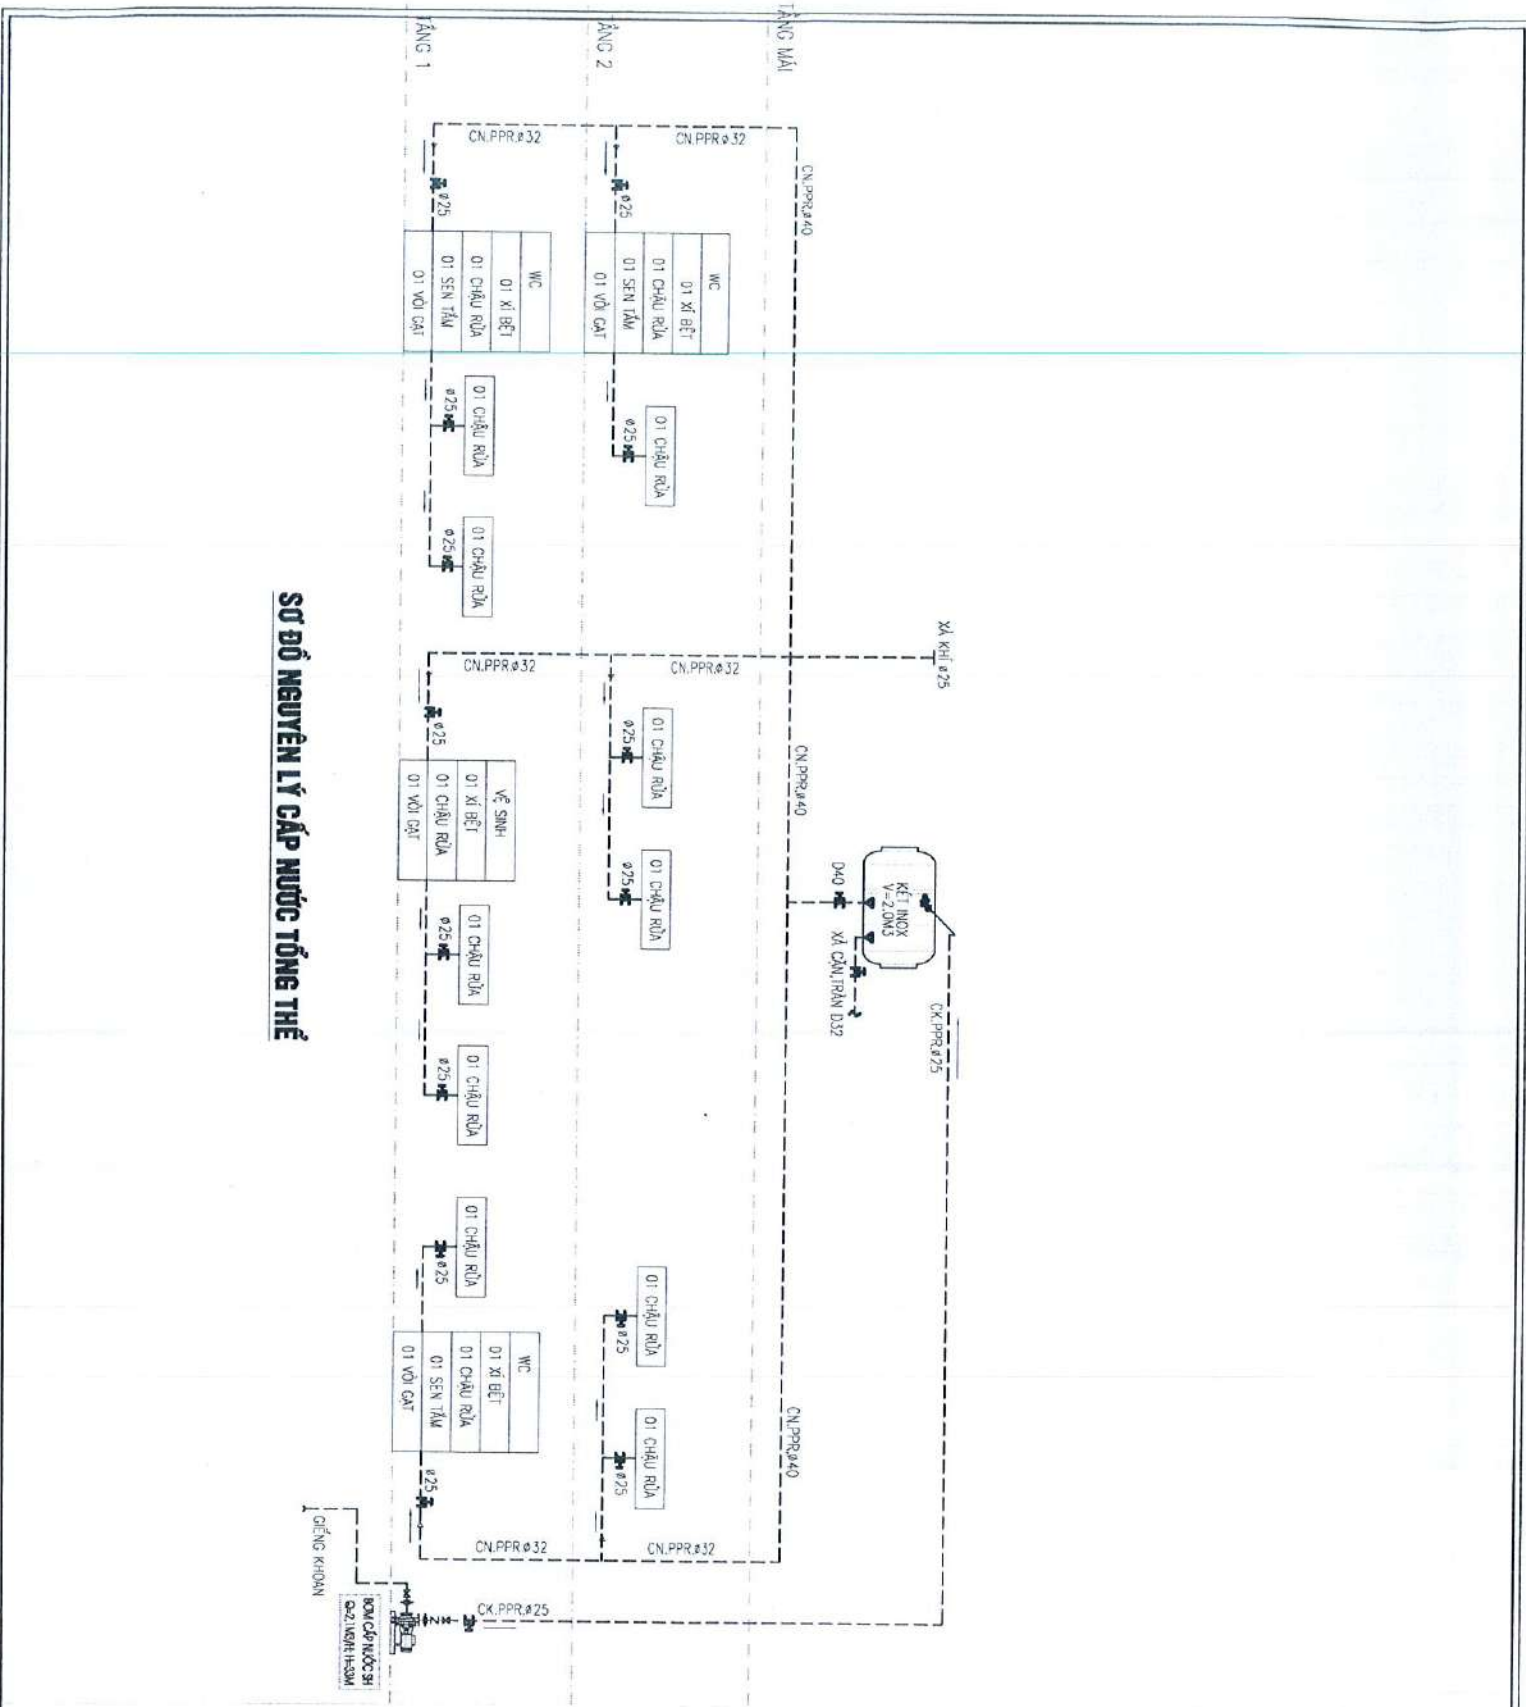 XẢ KHÍ ø25
KÉT INOX
V=2.0M3
CK.PPR.ø25
D40
XẢ CẶN,TRÀN D32
TẦNG MÁI
CN.PPR.ø40
CN.PPR.ø40
CN.PPR.ø40
CN.PPR.ø32
CN.PPR.ø32
CN.PPR.ø32
ø25
WC
01 XÍ BỆT
01 CHẬU RỬA
01 SEN TẮM
01 VÒI GẠT
01 CHẬU RỬA
ø25
01 CHẬU RỬA
ø25
01 CHẬU RỬA
ø25
01 CHẬU RỬA
ø25
01 CHẬU RỬA
ø25
ẦNG 2
CN.PPR.ø32
CN.PPR.ø32
CN.PPR.ø32
CK.PPR.ø25
ø25
WC
01 XÍ BỆT
01 CHẬU RỬA
01 SEN TẮM
01 VÒI GẠT
01 CHẬU RỬA
ø25
01 CHẬU RỬA
ø25
ø25
VỆ SINH
01 XÍ BỆT
01 CHẬU RỬA
01 VÒI GẠT
01 CHẬU RỬA
ø25
01 CHẬU RỬA
ø25
01 CHẬU RỬA
ø25
WC
01 XÍ BỆT
01 CHẬU RỬA
01 SEN TẮM
01 VÒI GẠT
ø25
TẦNG 1
GIẾNG KHOAN
BƠM CẤP NƯỚC SH
Q=2,1M3/H; H=33M
SƠ ĐỒ NGUYÊN LÝ CẤP NƯỚC TỔNG THỂ